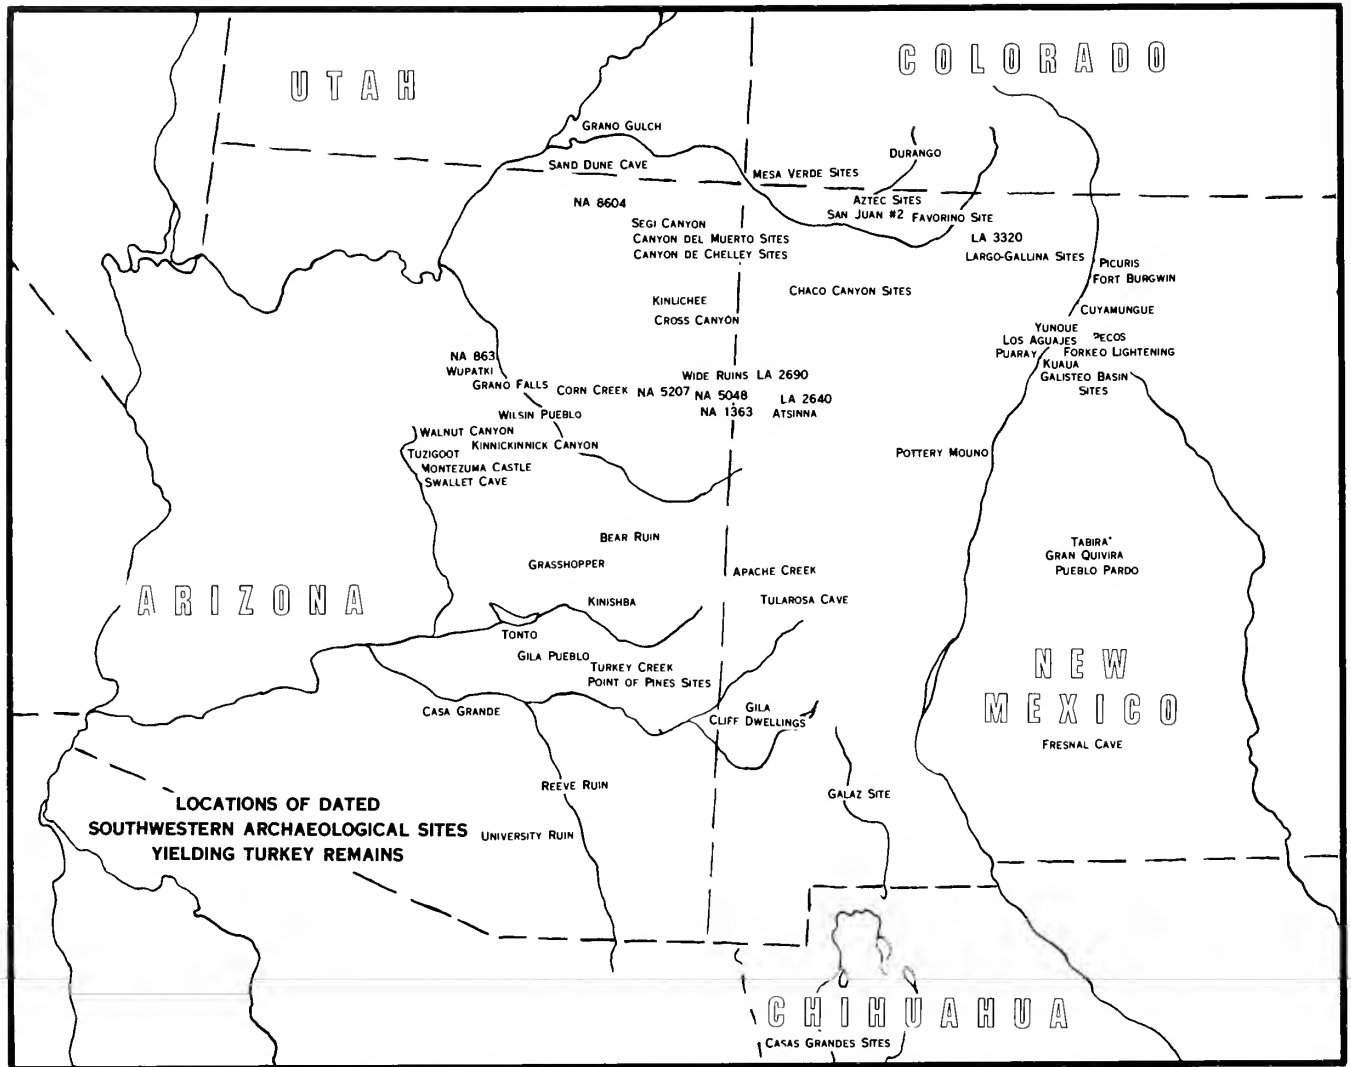 UTAH
COLORADO
GRANO GULCH
DURANGO
SAND DUNE CAVE
MESA VERDE SITES
NA 8604
AZTEC SITES
SAN JUAN #2
FAVORINO SITE
SEGI CANYON
CANYON DEL MUERTO SITES
CANYON DE CHELLEY SITES
LA 3320
LARGO-GALLINA SITES
PICURIS
FORT BURGWIN
CHACO CANYON SITES
KINLICHEE
CROSS CANYON
CUYAMUNGUE
YUNQUE
LOS AGUAJES
PECOS
PUARAY
FORKEO LIGHTENING
KUAUA
GALISTEO BASIN
SITES
NA 863
WUPATKI
GRANO FALLS
CORN CREEK
NA 5207
WIDE RUINS
LA 2690
NA 5048
LA 2640
NA 1363
ATSINNA
WILSIN PUEBLO
WALNUT CANYON
KINNICKINNICK CANYON
TUZIGOOT
MONTEZUMA CASTLE
SWALLET CAVE
POTTERY MOUNO
BEAR RUIN
GRASSHOPPER
APACHE CREEK
TABIRA'
GRAN QUIVIRA
PUEBLO PARDO
ARIZONA
KINISHBA
TULAROSA CAVE
TONTO
GILA PUEBLO
TURKEY CREEK
POINT OF PINES SITES
NEW
MEXICO
CASA GRANDE
GILA
CLIFF DWELLINGS
FRESNAL CAVE
REEVE RUIN
GALAZ SITE
UNIVERSITY RUIN
LOCATIONS OF DATED
SOUTHWESTERN ARCHAEOLOGICAL SITES
YIELDING TURKEY REMAINS
CHIHUAHUA
CASAS GRANDES SITES